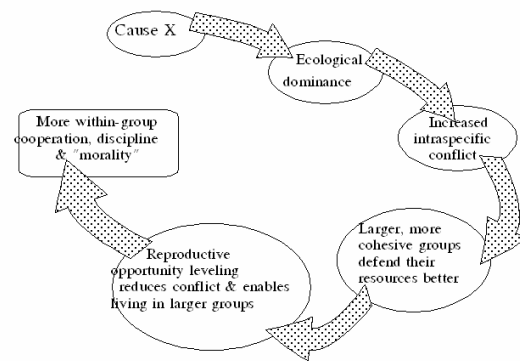 Cause X
Ecological
dominance
Increased
intraspecific
conflict
Larger, more
cohesive groups
defend their
resources better
Reproductive
opportunity leveling
reduces conflict & enables
living in larger groups
More within-group
cooperation, discipline
& "morality"